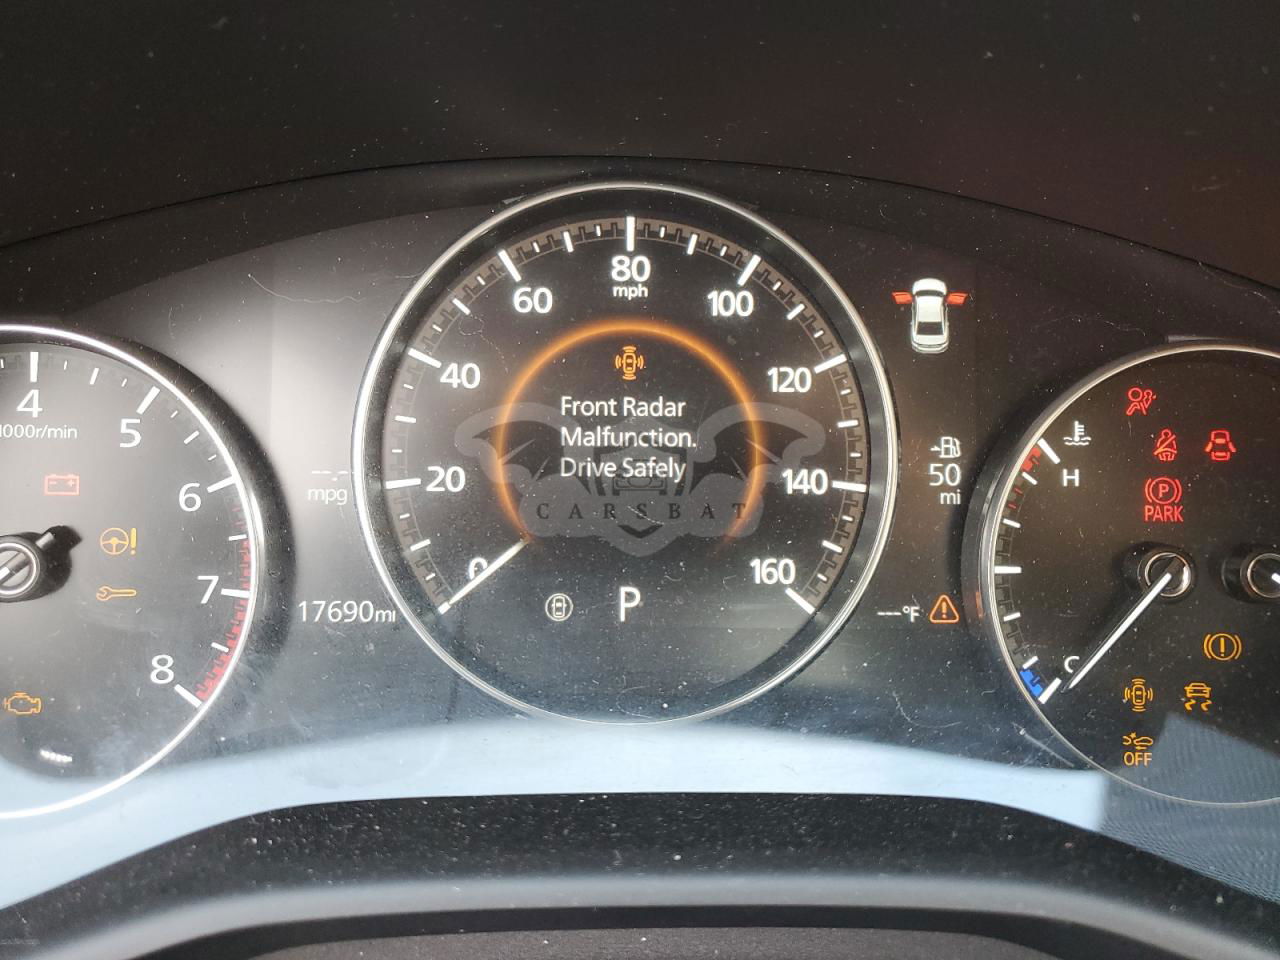 80
mph
60
100
40
120
20
140
0
160
Front Radar
Malfunction.
Drive Safely
CARSBAT
P
4
1000r/min
5
6
7
8
--.-
mpg
17690mi
50
mi
---°F
H
C
(P)
PARK
OFF